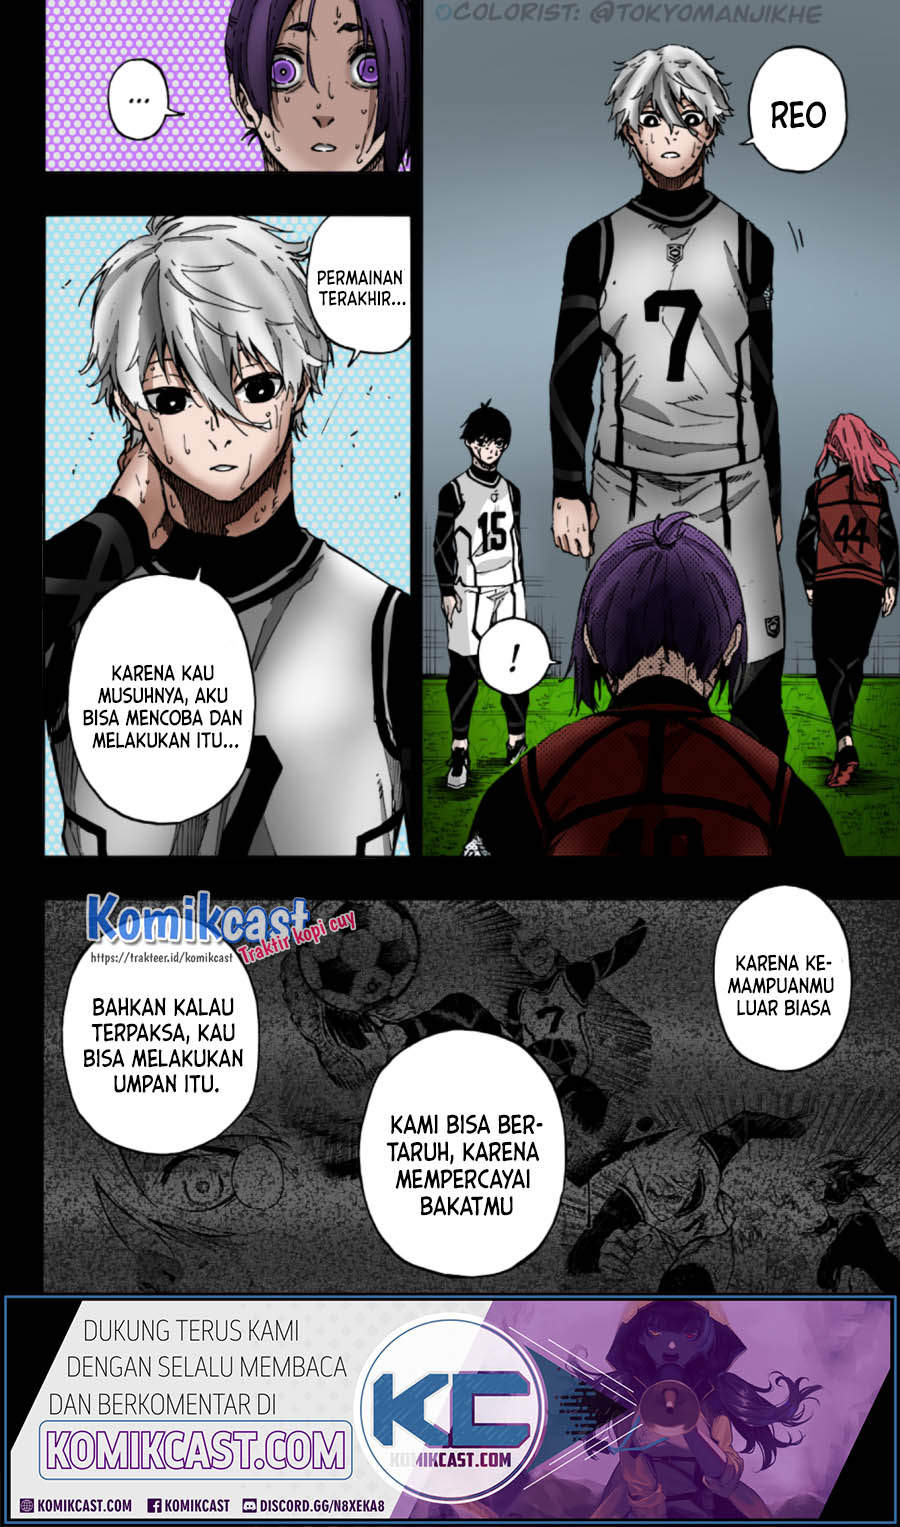 COLORIST: @TOKYOMANJIKHE
REO
!
15
7
44
10
...
PERMAINAN
TERAKHIR...
KARENA KAU
MUSUHNYA, AKU
BISA MENCOBA DAN
MELAKUKAN ITU...
KARENA KE-
MAMPUANMU
LUAR BIASA
7
KAMI BISA BER-
TARUH, KARENA
MEMPERCAYAI
BAKATMU
Komikcast
Traktir kopi cuy
https://trakteer.id/komikcast
BAHKAN KALAU
TERPAKSA, KAU
BISA MELAKUKAN
UMPAN ITU.
DUKUNG TERUS KAMI
DENGAN SELALU MEMBACA
DAN BERKOMENTAR DI
KOMIKCAST.COM
KOMIKCAST.COM KOMIKCAST DISCORD.GG/N8XEKA8
KC
KOMIKCAST.COM